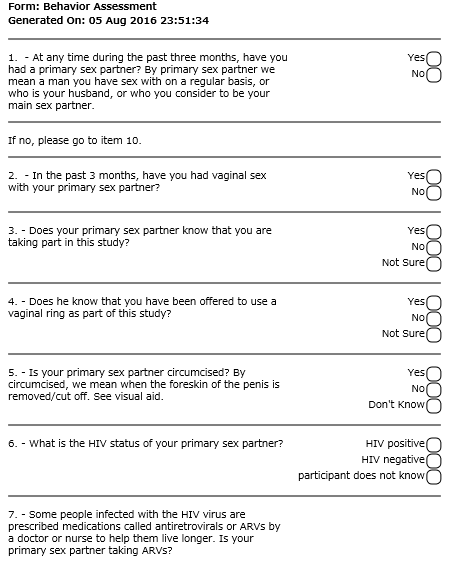 Form: Behavior Assessment
Generated On: 05 Aug 2016 23:51:34
1. - At any time during the past three months, have you Yes
had a primary sex partner? By primary sex partner we No
mean a man you have sex with on a regular basis, or
who is your husband, or who you consider to be your
main sex partner.
If no, please go to item 10.
2. - In the past 3 months, have you had vaginal sex Yes
with your primary sex partner? No
3. - Does your primary sex partner know that you are Yes
taking part in this study? No
Not Sure
4. - Does he know that you have been offered to use a Yes
vaginal ring as part of this study? No
Not Sure
5. - Is your primary sex partner circumcised? By Yes
circumcised, we mean when the foreskin of the penis is No
removed/cut off. See visual aid. Don't Know
6. - What is the HIV status of your primary sex partner? HIV positive
HIV negative
participant does not know
7. - Some people infected with the HIV virus are
prescribed medications called antiretrovirals or ARVs by
a doctor or nurse to help them live longer. Is your
primary sex partner taking ARVs?